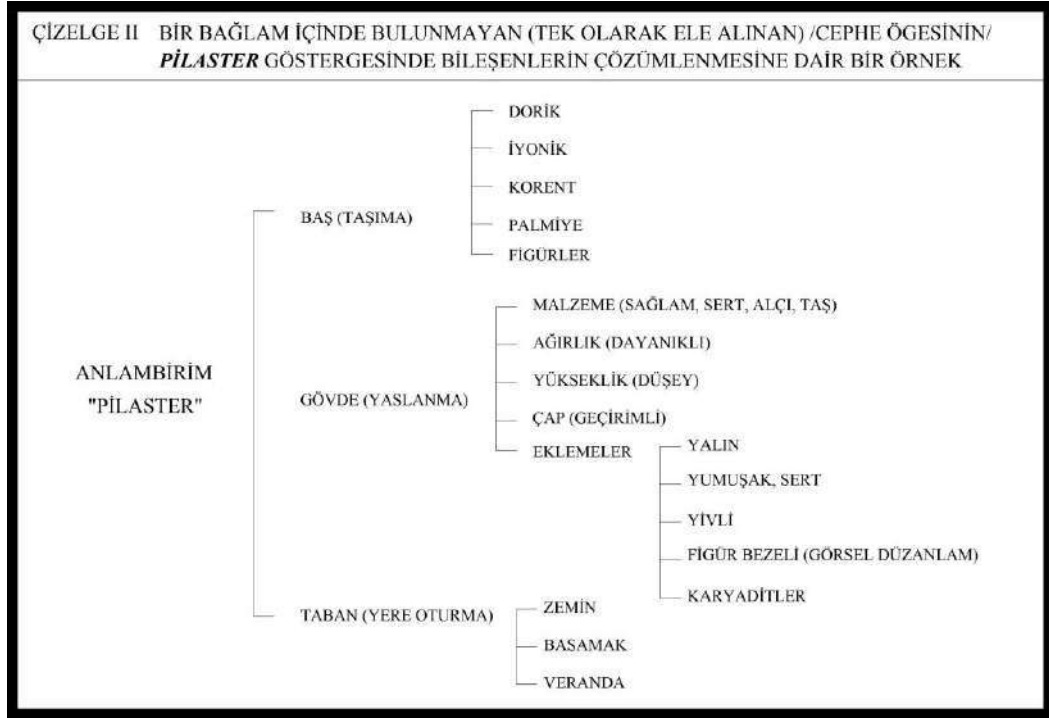 ÇİZELGE II BİR BAĞLAM İÇİNDE BULUNMAYAN (TEK OLARAK ELE ALINAN) /CEPHE ÖGESİNİN/
PİLASTER GÖSTERGESİNDE BİLEŞENLERİN ÇÖZÜMLENMESİNE DAİR BİR ÖRNEK
ANLAMBİRİM
"PİLASTER"
BAŞ (TAŞIMA)
DORİK
İYONİK
KORENT
PALMİYE
FİGÜRLER
GÖVDE (YASLANMA)
MALZEME (SAĞLAM, SERT, ALÇI, TAŞ)
AĞIRLIK (DAYANIKLI)
YÜKSEKLİK (DÜŞEY)
ÇAP (GEÇİRİMLİ)
EKLEMELER
YALIN
YUMUŞAK, SERT
YİVLİ
FİGÜR BEZELİ (GÖRSEL DÜZANLAM)
KARYADİTLER
TABAN (YERE OTURMA)
ZEMİN
BASAMAK
VERANDA